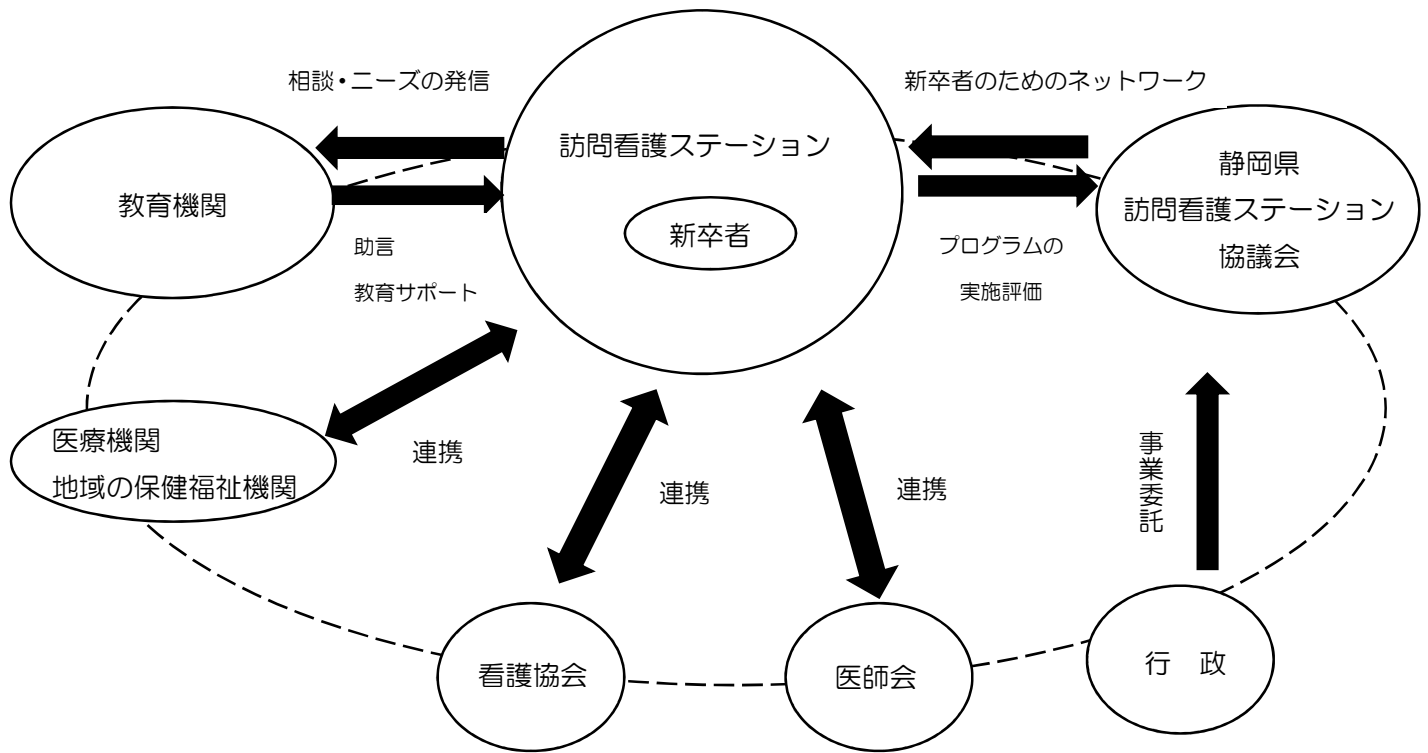 相談・ニーズの発信
新卒者のためのネットワーク
訪問看護ステーション
新卒者
教育機関
静岡県
訪問看護ステーション
協議会
助言
教育サポート
プログラムの
実施評価
医療機関
地域の保健福祉機関
連携
連携
連携
事業委託
看護協会
医師会
行　政